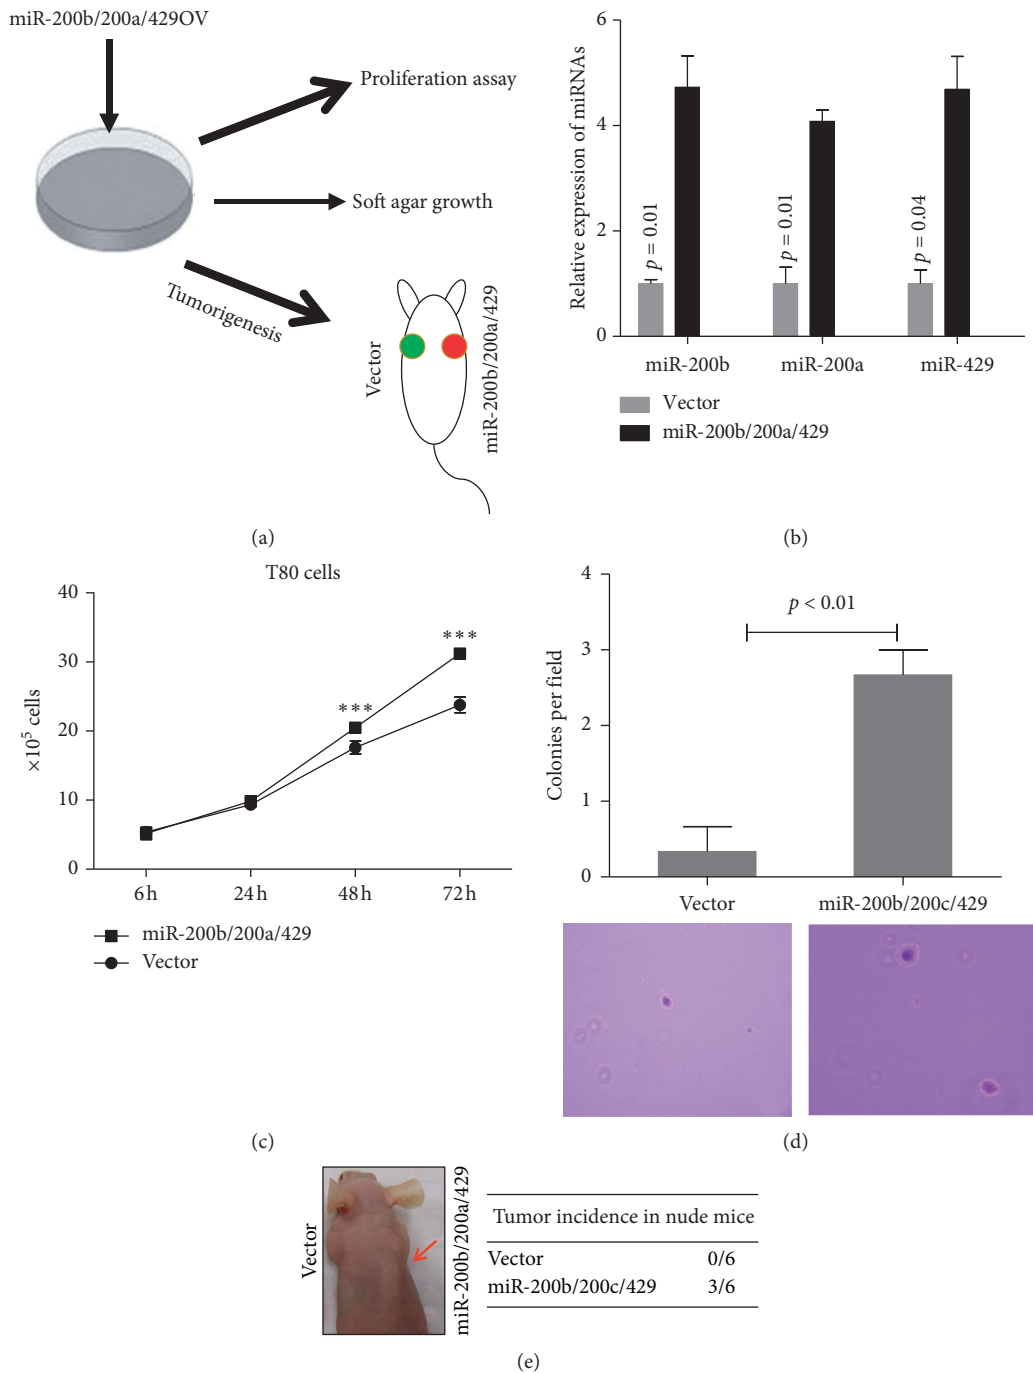 miR-200b/200a/429OV
Proliferation assay
Soft agar growth
Tumorigenesis
Vector
miR-200b/200a/429
(a)
Relative expression of miRNAs
6
4
2
0
p = 0.01
p = 0.01
p = 0.04
miR-200b
miR-200a
miR-429
Vector
miR-200b/200a/429
(b)
T80 cells
×10⁵ cells
40
30
20
10
0
***
***
6 h
24 h
48 h
72 h
miR-200b/200a/429
Vector
(c)
Colonies per field
4
3
2
1
0
p < 0.01
Vector
miR-200b/200c/429
(d)
Vector
miR-200b/200a/429
Tumor incidence in nude mice
Vector 0/6
miR-200b/200c/429 3/6
(e)